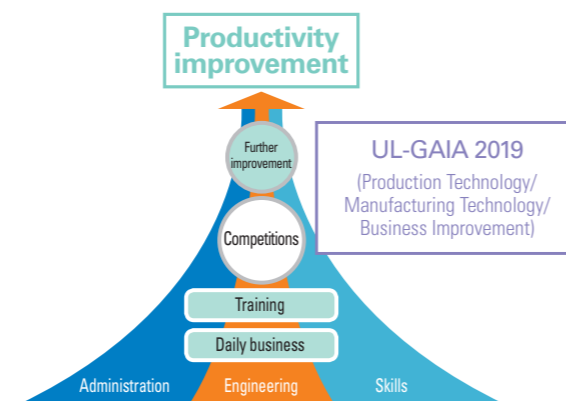 Productivity
improvement
Further
improvement
UL-GAIA 2019
(Production Technology/
Manufacturing Technology/
Business Improvement)
Competitions
Training
Daily business
Administration
Engineering
Skills